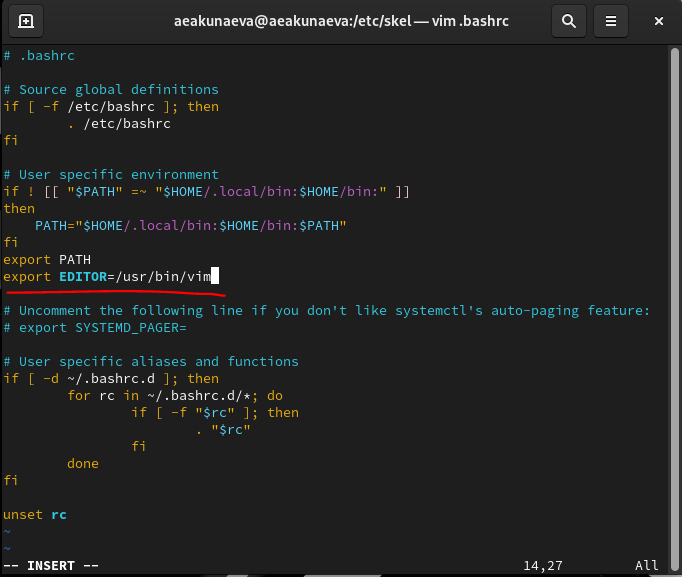 aeakunaeva@aeakunaeva:/etc/skel — vim .bashrc
# .bashrc
# Source global definitions
if [ -f /etc/bashrc ]; then
        . /etc/bashrc
fi
# User specific environment
if ! [[ "$PATH" =~ "$HOME/.local/bin:$HOME/bin:" ]]
then
    PATH="$HOME/.local/bin:$HOME/bin:$PATH"
fi
export PATH
export EDITOR=/usr/bin/vim
# Uncomment the following line if you don't like systemctl's auto-paging feature:
# export SYSTEMD_PAGER=
# User specific aliases and functions
if [ -d ~/.bashrc.d ]; then
        for rc in ~/.bashrc.d/*; do
                if [ -f "$rc" ]; then
                        . "$rc"
                fi
        done
fi
unset rc
~
~
-- INSERT -- 14,27 All